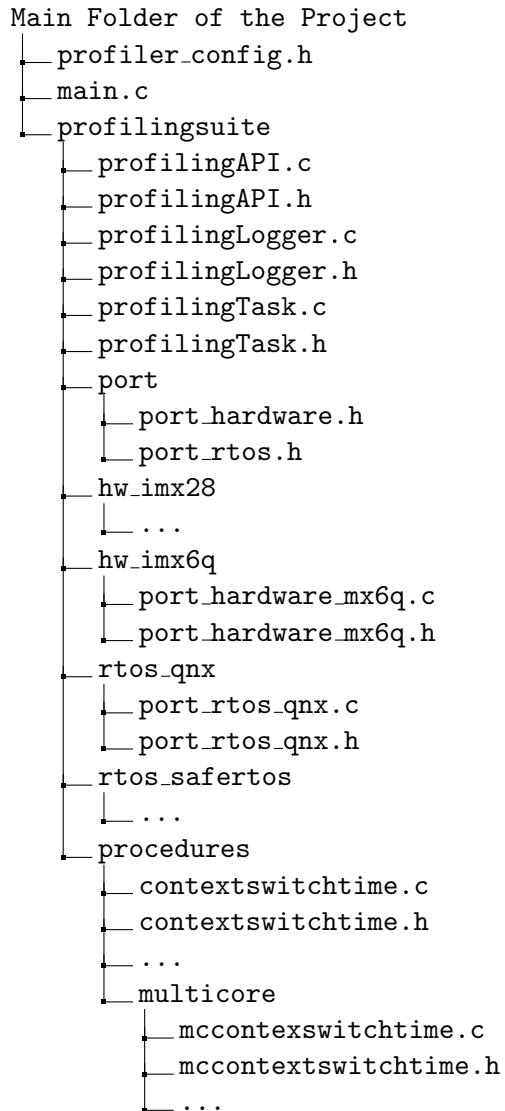 Main Folder of the Project
profiler_config.h
main.c
profilingsuite
profilingAPI.c
profilingAPI.h
profilingLogger.c
profilingLogger.h
profilingTask.c
profilingTask.h
port
port_hardware.h
port_rtos.h
hw_imx28
...
hw_imx6q
port_hardware_mx6q.c
port_hardware_mx6q.h
rtos_qnx
port_rtos_qnx.c
port_rtos_qnx.h
rtos_safertos
...
procedures
contextswitchtime.c
contextswitchtime.h
...
multicore
mccontexswitchtime.c
mccontextswitchtime.h
...